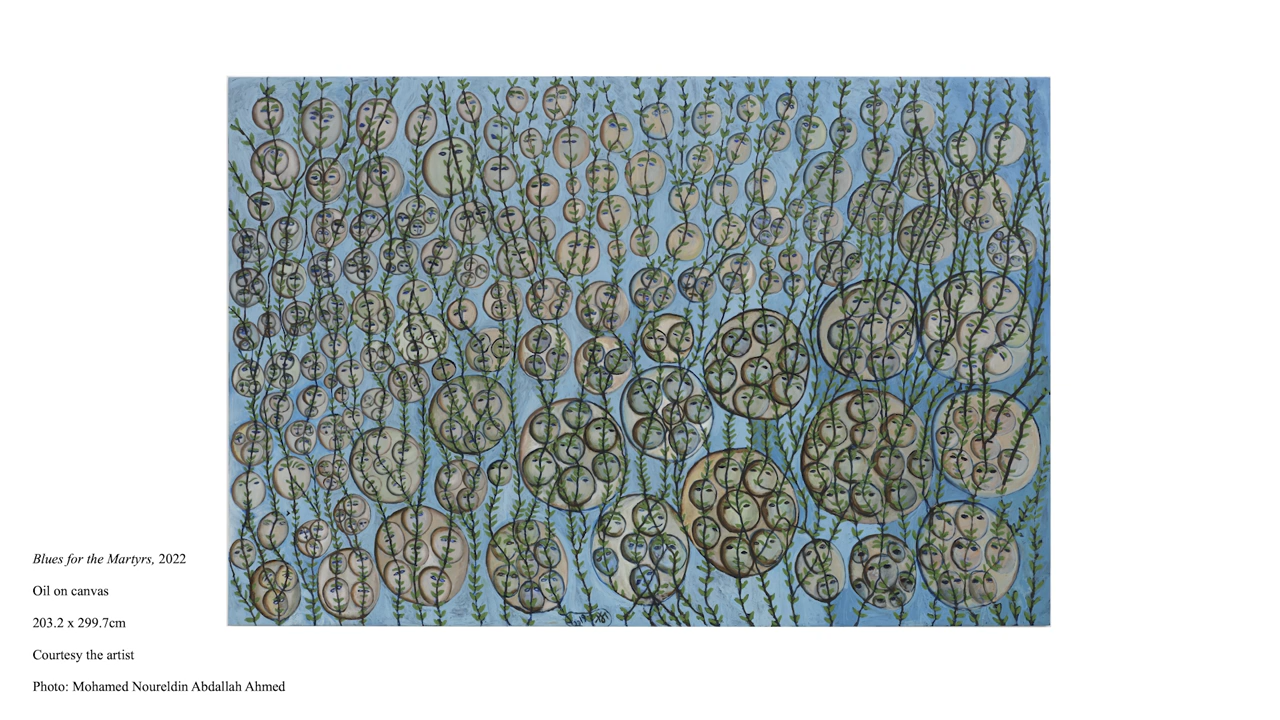 Blues for the Martyrs, 2022
Oil on canvas
203.2 x 299.7cm
Courtesy the artist
Photo: Mohamed Noureldin Abdallah Ahmed